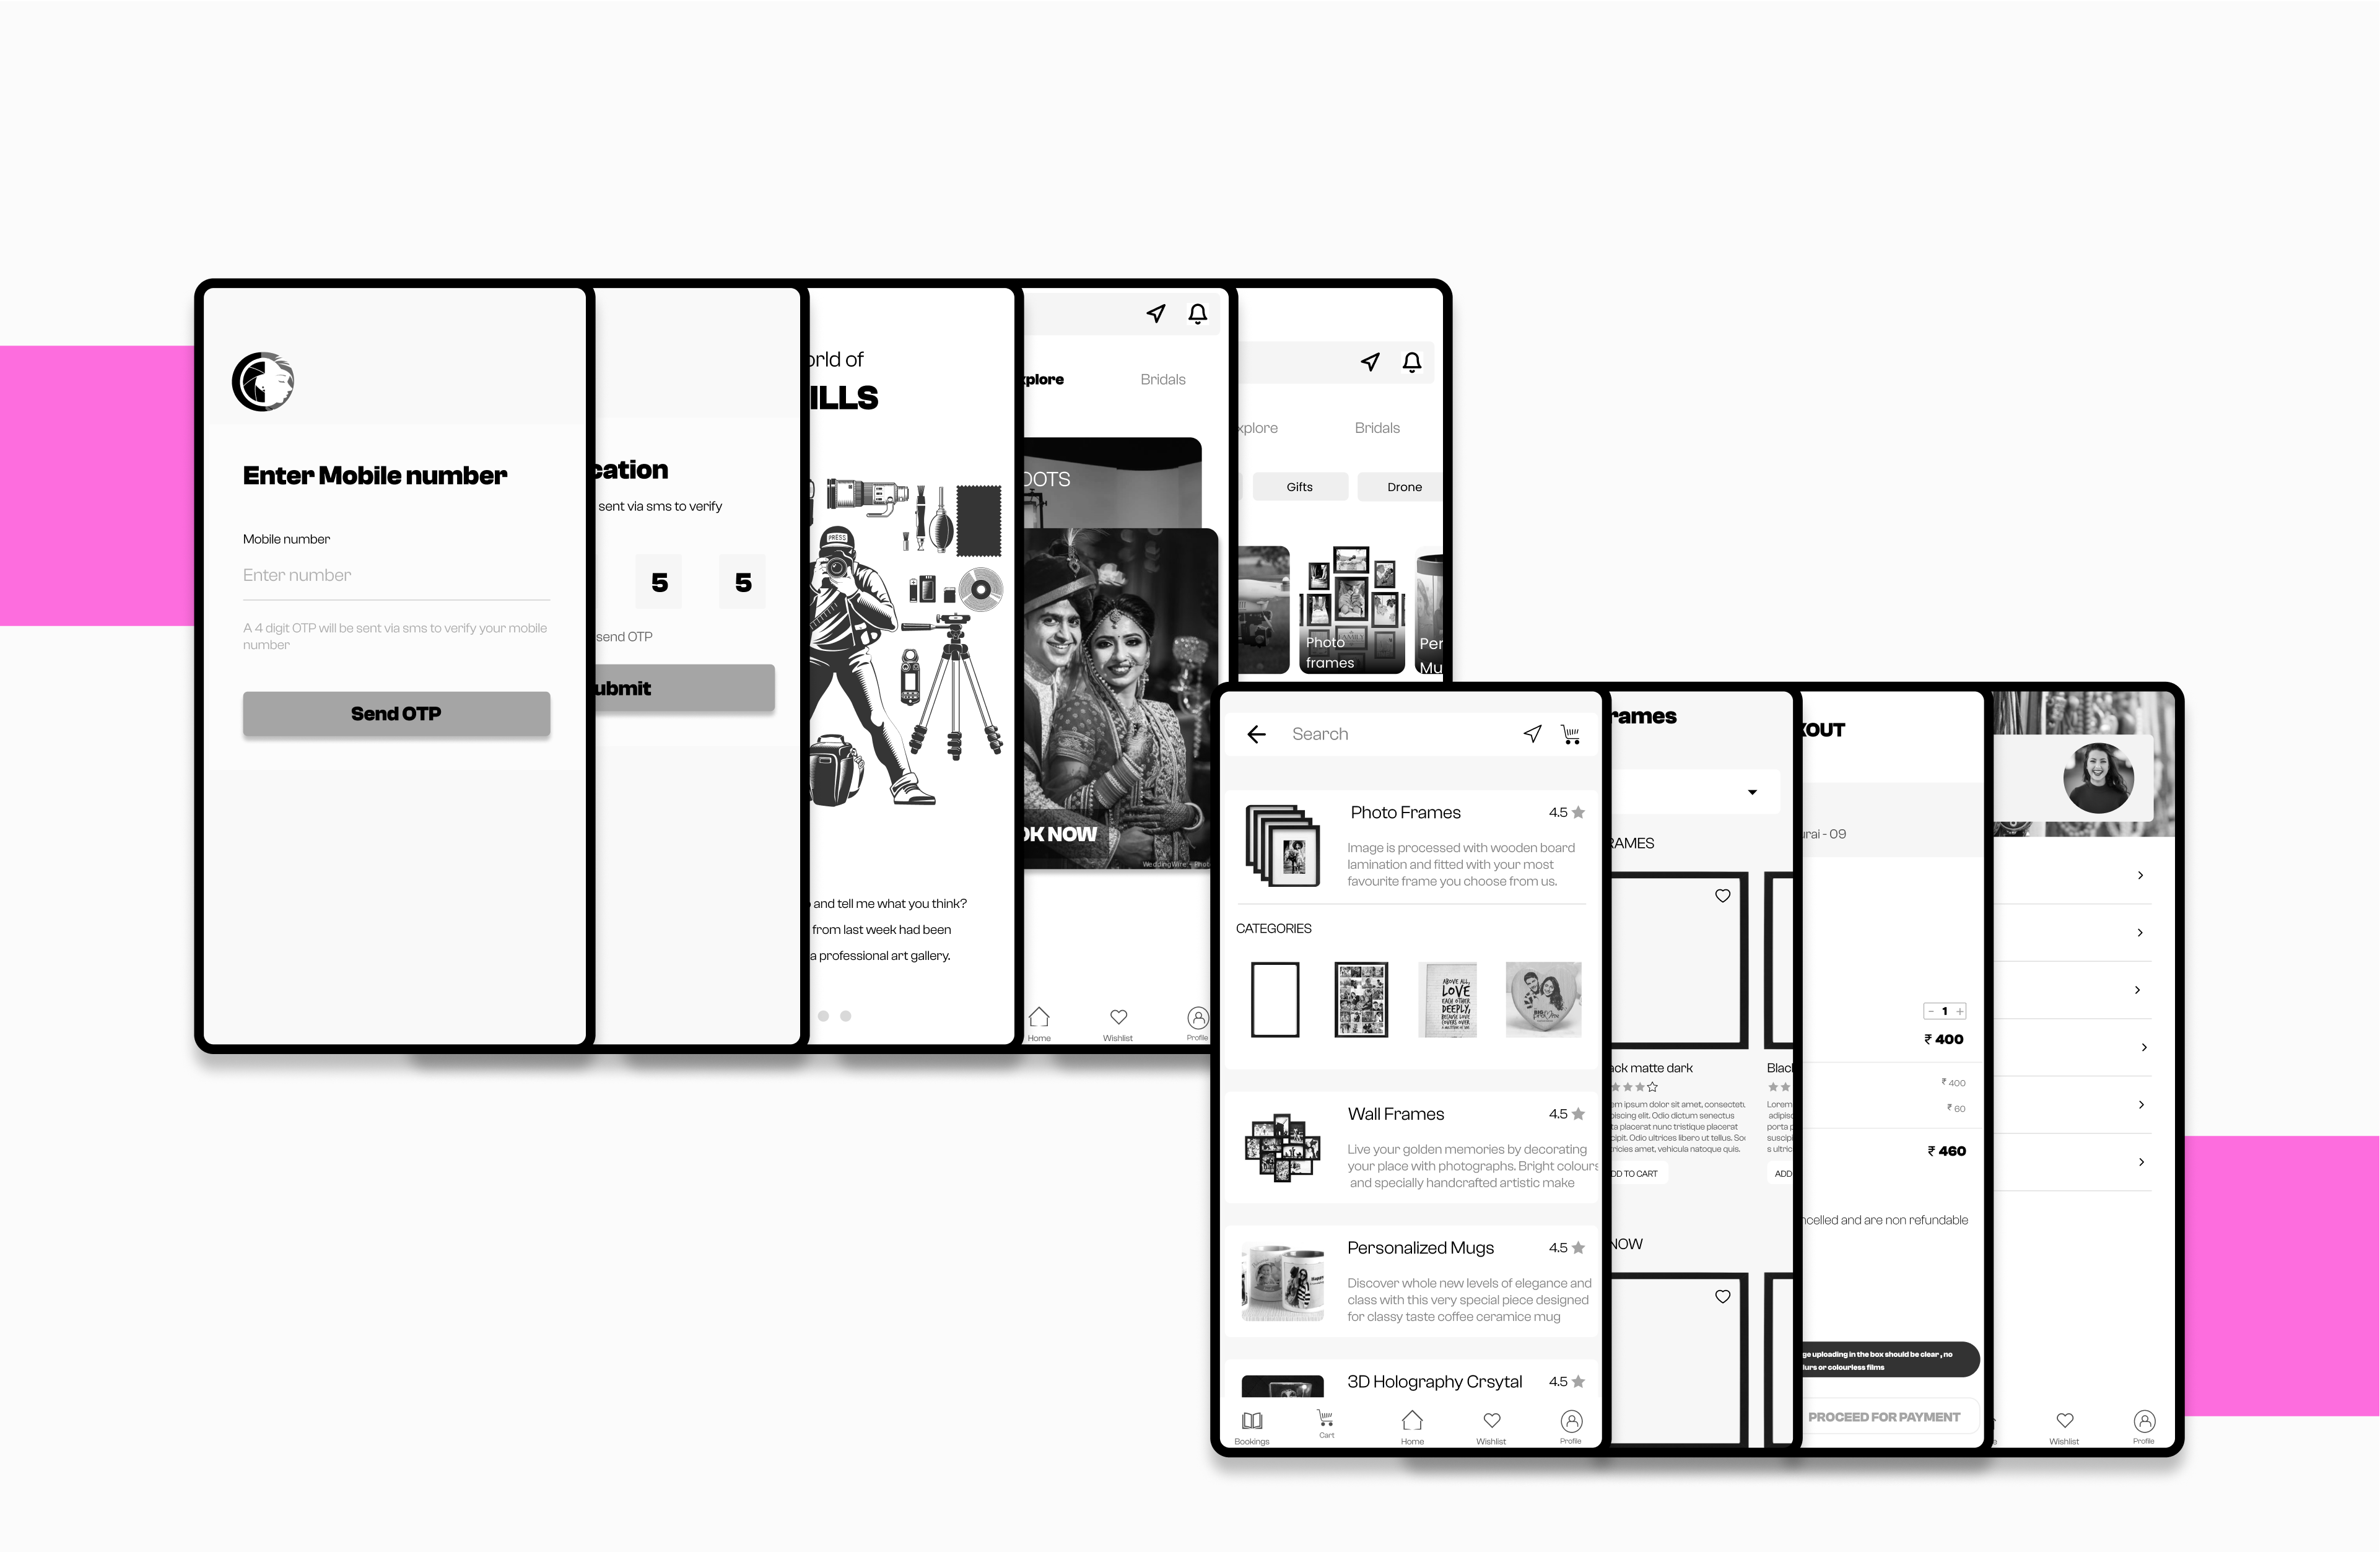 Enter Mobile number
Mobile number
Enter number
A 4 digit OTP will be sent via sms to verify your mobile
number
Send OTP
cation
sent via sms to verify
5 5
send OTP
ubmit
orld of
ILLS
PRESS
and tell me what you think?
from last week had been
a professional art gallery.
xplore Bridals
OOTS
OK NOW
WeddingWire - Phot
Home Wishlist Profile
xplore Bridals
Gifts Drone
Photo
frames
Per
Mu
Search
Photo Frames 4.5
Image is processed with wooden board
lamination and fitted with your most
favourite frame you choose from us.
CATEGORIES
ABOVE ALL,
LOVE
EACH OTHER
DEEPLY,
BECAUSE LOVE
COVERS OVER
Wall Frames 4.5
Live your golden memories by decorating
your place with photographs. Bright colours
and specially handcrafted artistic make
Personalized Mugs 4.5
Discover whole new levels of elegance and
class with this very special piece designed
for classy taste coffee ceramice mug
3D Holography Crsytal 4.5
Bookings Cart Home Wishlist Profile
rames
RAMES
ack matte dark
em ipsum dolor sit amet, consectetu
piscing elit. Odio dictum senectus
ta placerat nunc tristique placerat
cipit. Odio ultrices libero ut tellus. Soc
tricies amet, vehicula natoque quis.
DD TO CART
Blac
Lorem
adipisc
porta p
suscipi
s ultric
ADD
NOW
KOUT
urai - 09
- 1 +
₹ 400
₹ 400
₹ 60
₹ 460
ncelled and are non refundable
ge uploading in the box should be clear , no
lurs or colourless films
PROCEED FOR PAYMENT
e Wishlist Profile